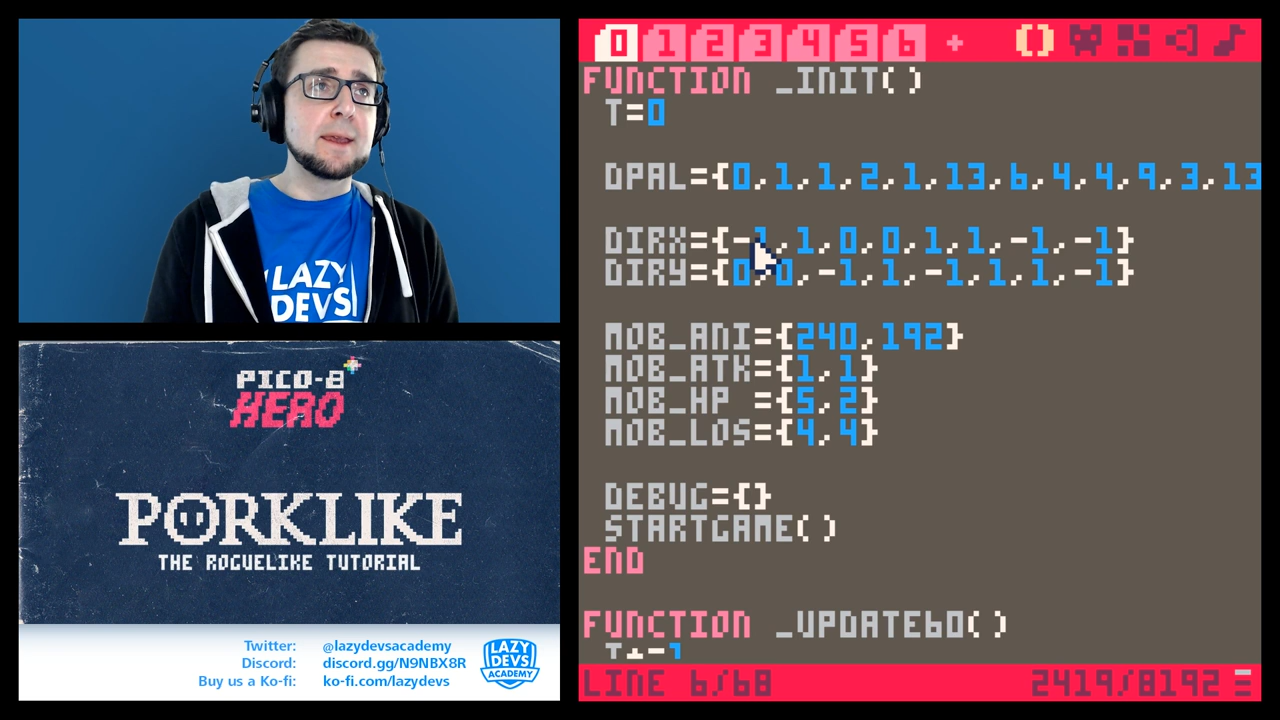 LAZY
DEVS
PICO-8
HERO
PORKLIKE
THE ROGUELIKE TUTORIAL
Twitter: @lazydevsacademy
Discord: discord.gg/N9NBX8R
Buy us a Ko-fi: ko-fi.com/lazydevs
LAZY
DEVS
ACADEMY
0 1 2 3 4 5 6 +
FUNCTION _INIT()
T=0
DPAL={0,1,1,2,1,13,6,4,4,9,3,13
DIRX={-1,1,0,0,1,1,-1,-1}
DIRY={0,0,-1,1,-1,1,1,-1}
MOB_ANI={240,192}
MOB_ATK={1,1}
MOB_HP ={5,2}
MOB_LOS={4,4}
DEBUG={}
STARTGAME()
END
FUNCTION _UPDATE60()
T+=1
LINE 6/68 2419/8192